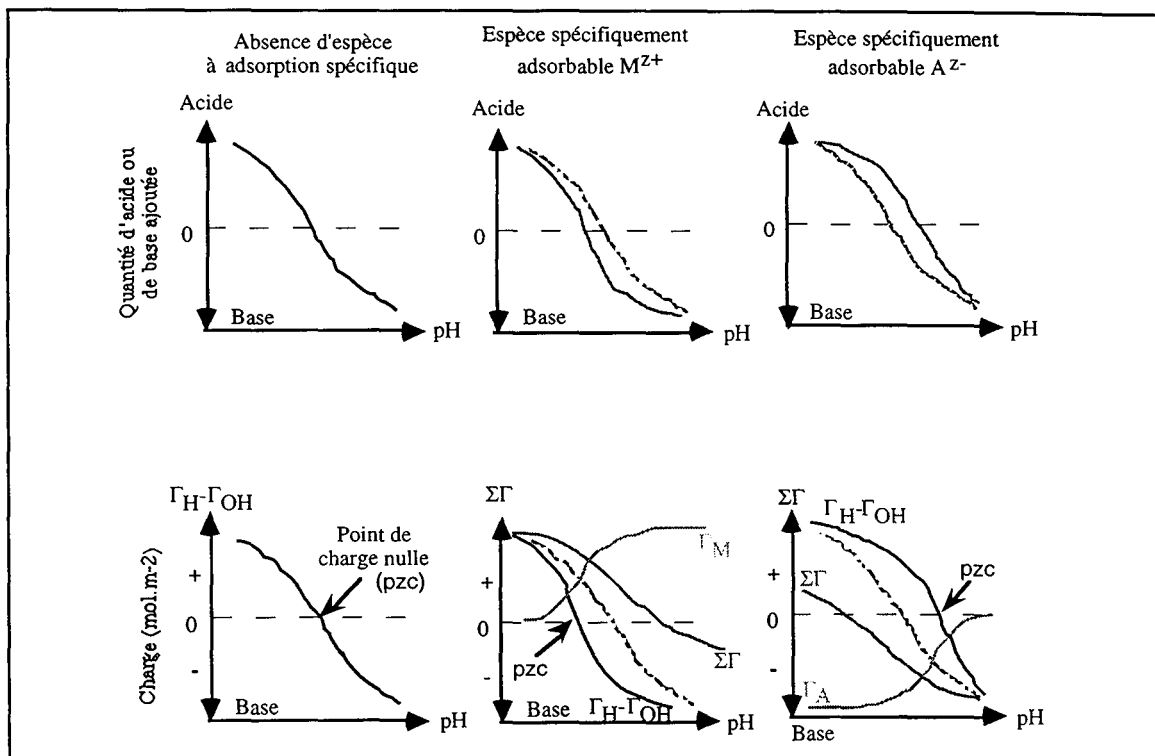 Absence d'espèce
à adsorption spécifique
Espèce spécifiquement
adsorbable M^z+
Espèce spécifiquement
adsorbable A^z-
Quantité d'acide ou
de base ajoutée
Acide
0
Base
pH
Acide
0
Base
pH
Acide
0
Base
pH
Charge (mol.m-2)
Γ_H-Γ_OH
+
0
-
Point de
charge nulle
(pzc)
Base
pH
ΣΓ
+
0
-
Γ_M
pzc
ΣΓ
Base
Γ_H-Γ_OH
pH
ΣΓ
Γ_H-Γ_OH
+
ΣΓ
0
-
pzc
Γ_A
Base
pH